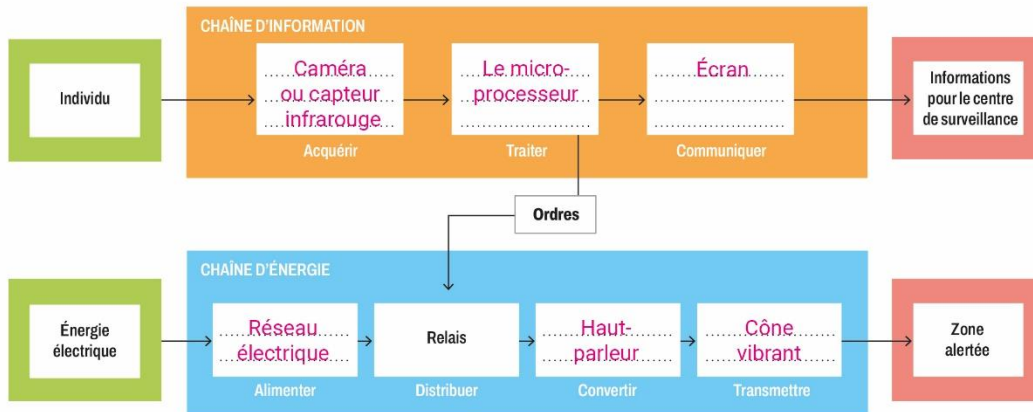 CHAÎNE D'INFORMATION
Individu
Caméra
ou capteur
infrarouge
Acquérir
Le micro-
processeur
Traiter
Écran
Communiquer
Informations
pour le centre
de surveillance
Ordres
CHAÎNE D'ÉNERGIE
Énergie
électrique
Réseau
électrique
Alimenter
Relais
Distribuer
Haut-
parleur
Convertir
Cône
vibrant
Transmettre
Zone
alertée